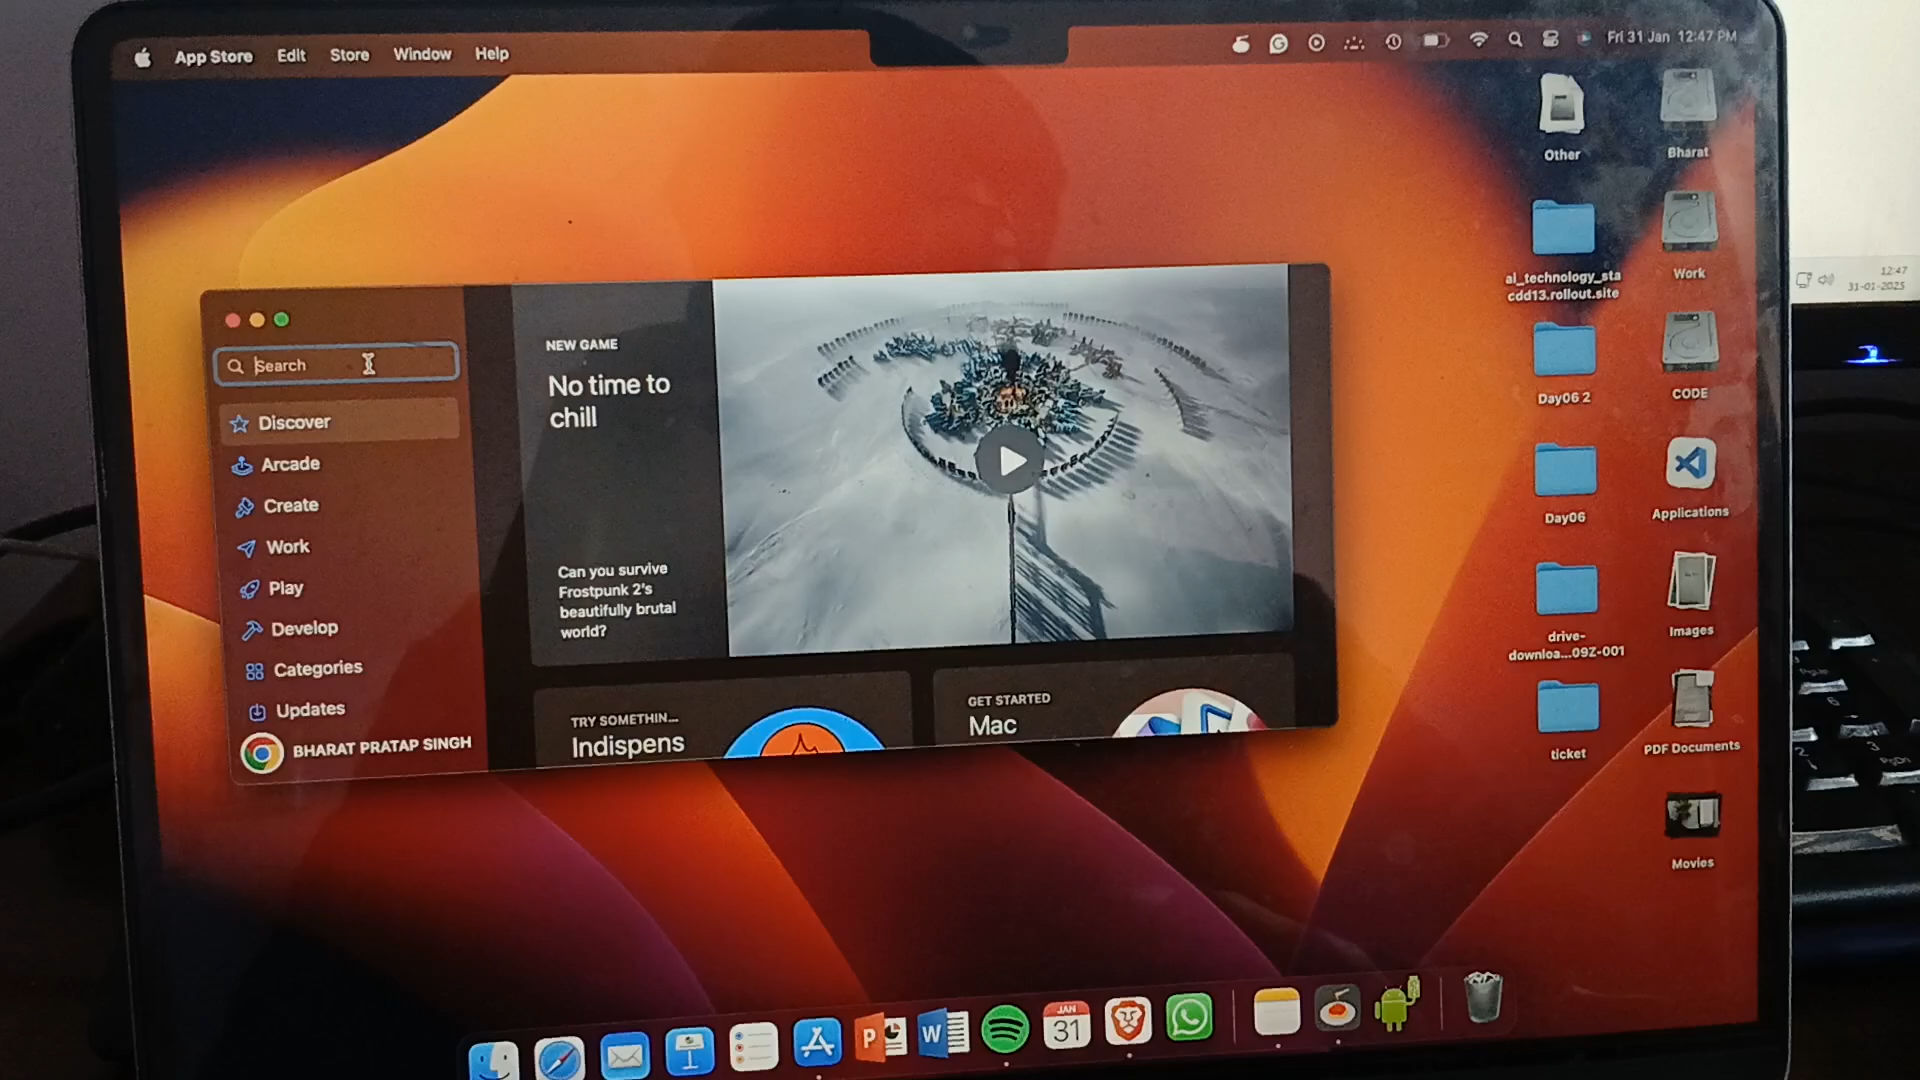 App Store Edit Store Window Help
Fri 31 Jan 12:47 PM
Search
Discover
Arcade
Create
Work
Play
Develop
Categories
Updates
BHARAT PRATAP SINGH
NEW GAME
No time to
chill
Can you survive
Frostpunk 2's
beautifully brutal
world?
TRY SOMETHIN...
Indispens
GET STARTED
Mac
Other
Bharat
ai_technology_sta
cdd13.rollout.site
Work
Day06 2
CODE
Day06
Applications
drive-
downloa...09Z-001
Images
ticket
PDF Documents
Movies
JAN
31
P
W
12:47
31-01-2025